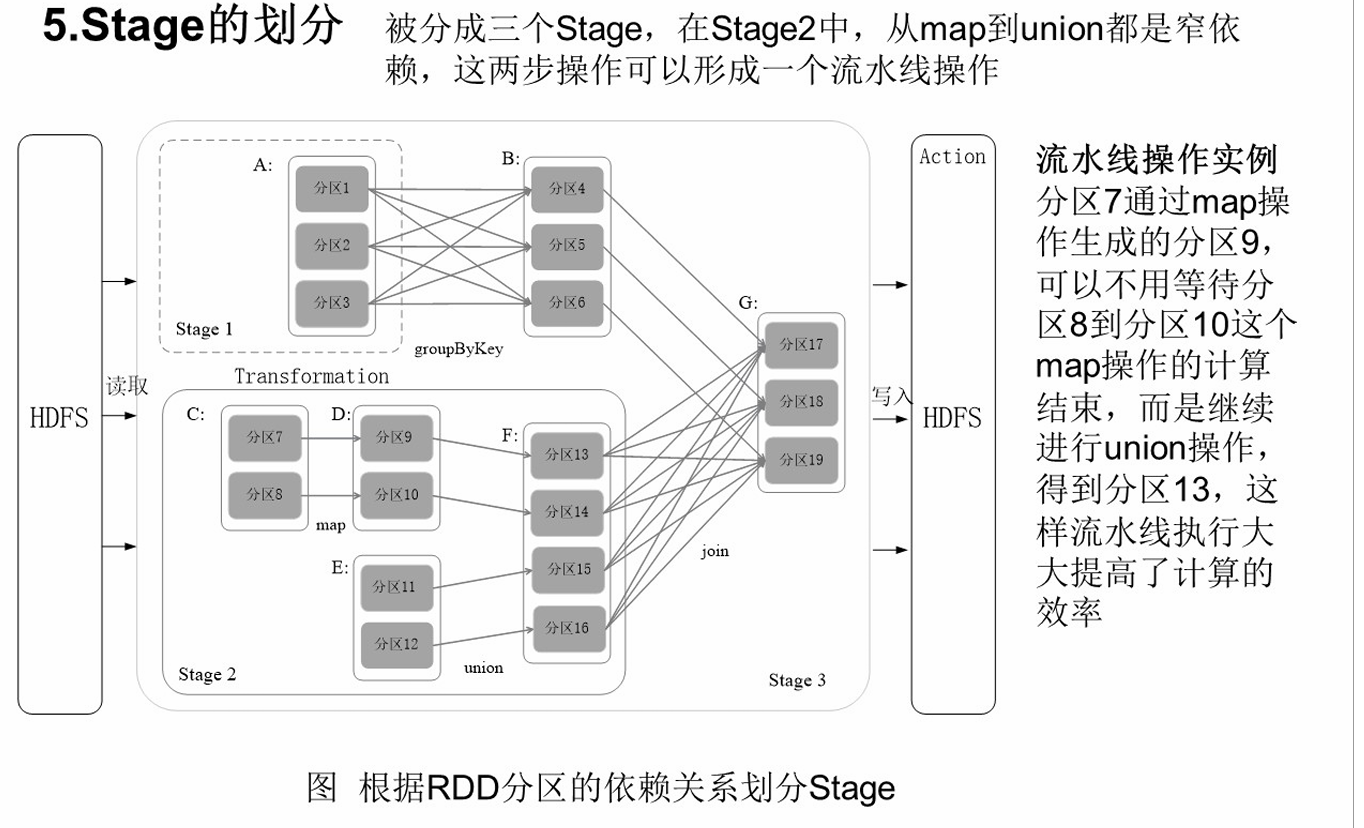 5.Stage的划分
被分成三个Stage，在Stage2中，从map到union都是窄依
赖，这两步操作可以形成一个流水线操作
HDFS
读取
A:
分区1
分区2
分区3
Stage 1
B:
分区4
分区5
分区6
groupByKey
Transformation
C:
分区7
分区8
map
D:
分区9
分区10
E:
分区11
分区12
union
F:
分区13
分区14
分区15
分区16
Stage 2
G:
分区17
分区18
分区19
join
Stage 3
写入
Action
HDFS
流水线操作实例
分区7通过map操
作生成的分区9，
可以不用等待分
区8到分区10这个
map操作的计算
结束，而是继续
进行union操作，
得到分区13，这
样流水线执行大
大提高了计算的
效率
图 根据RDD分区的依赖关系划分Stage